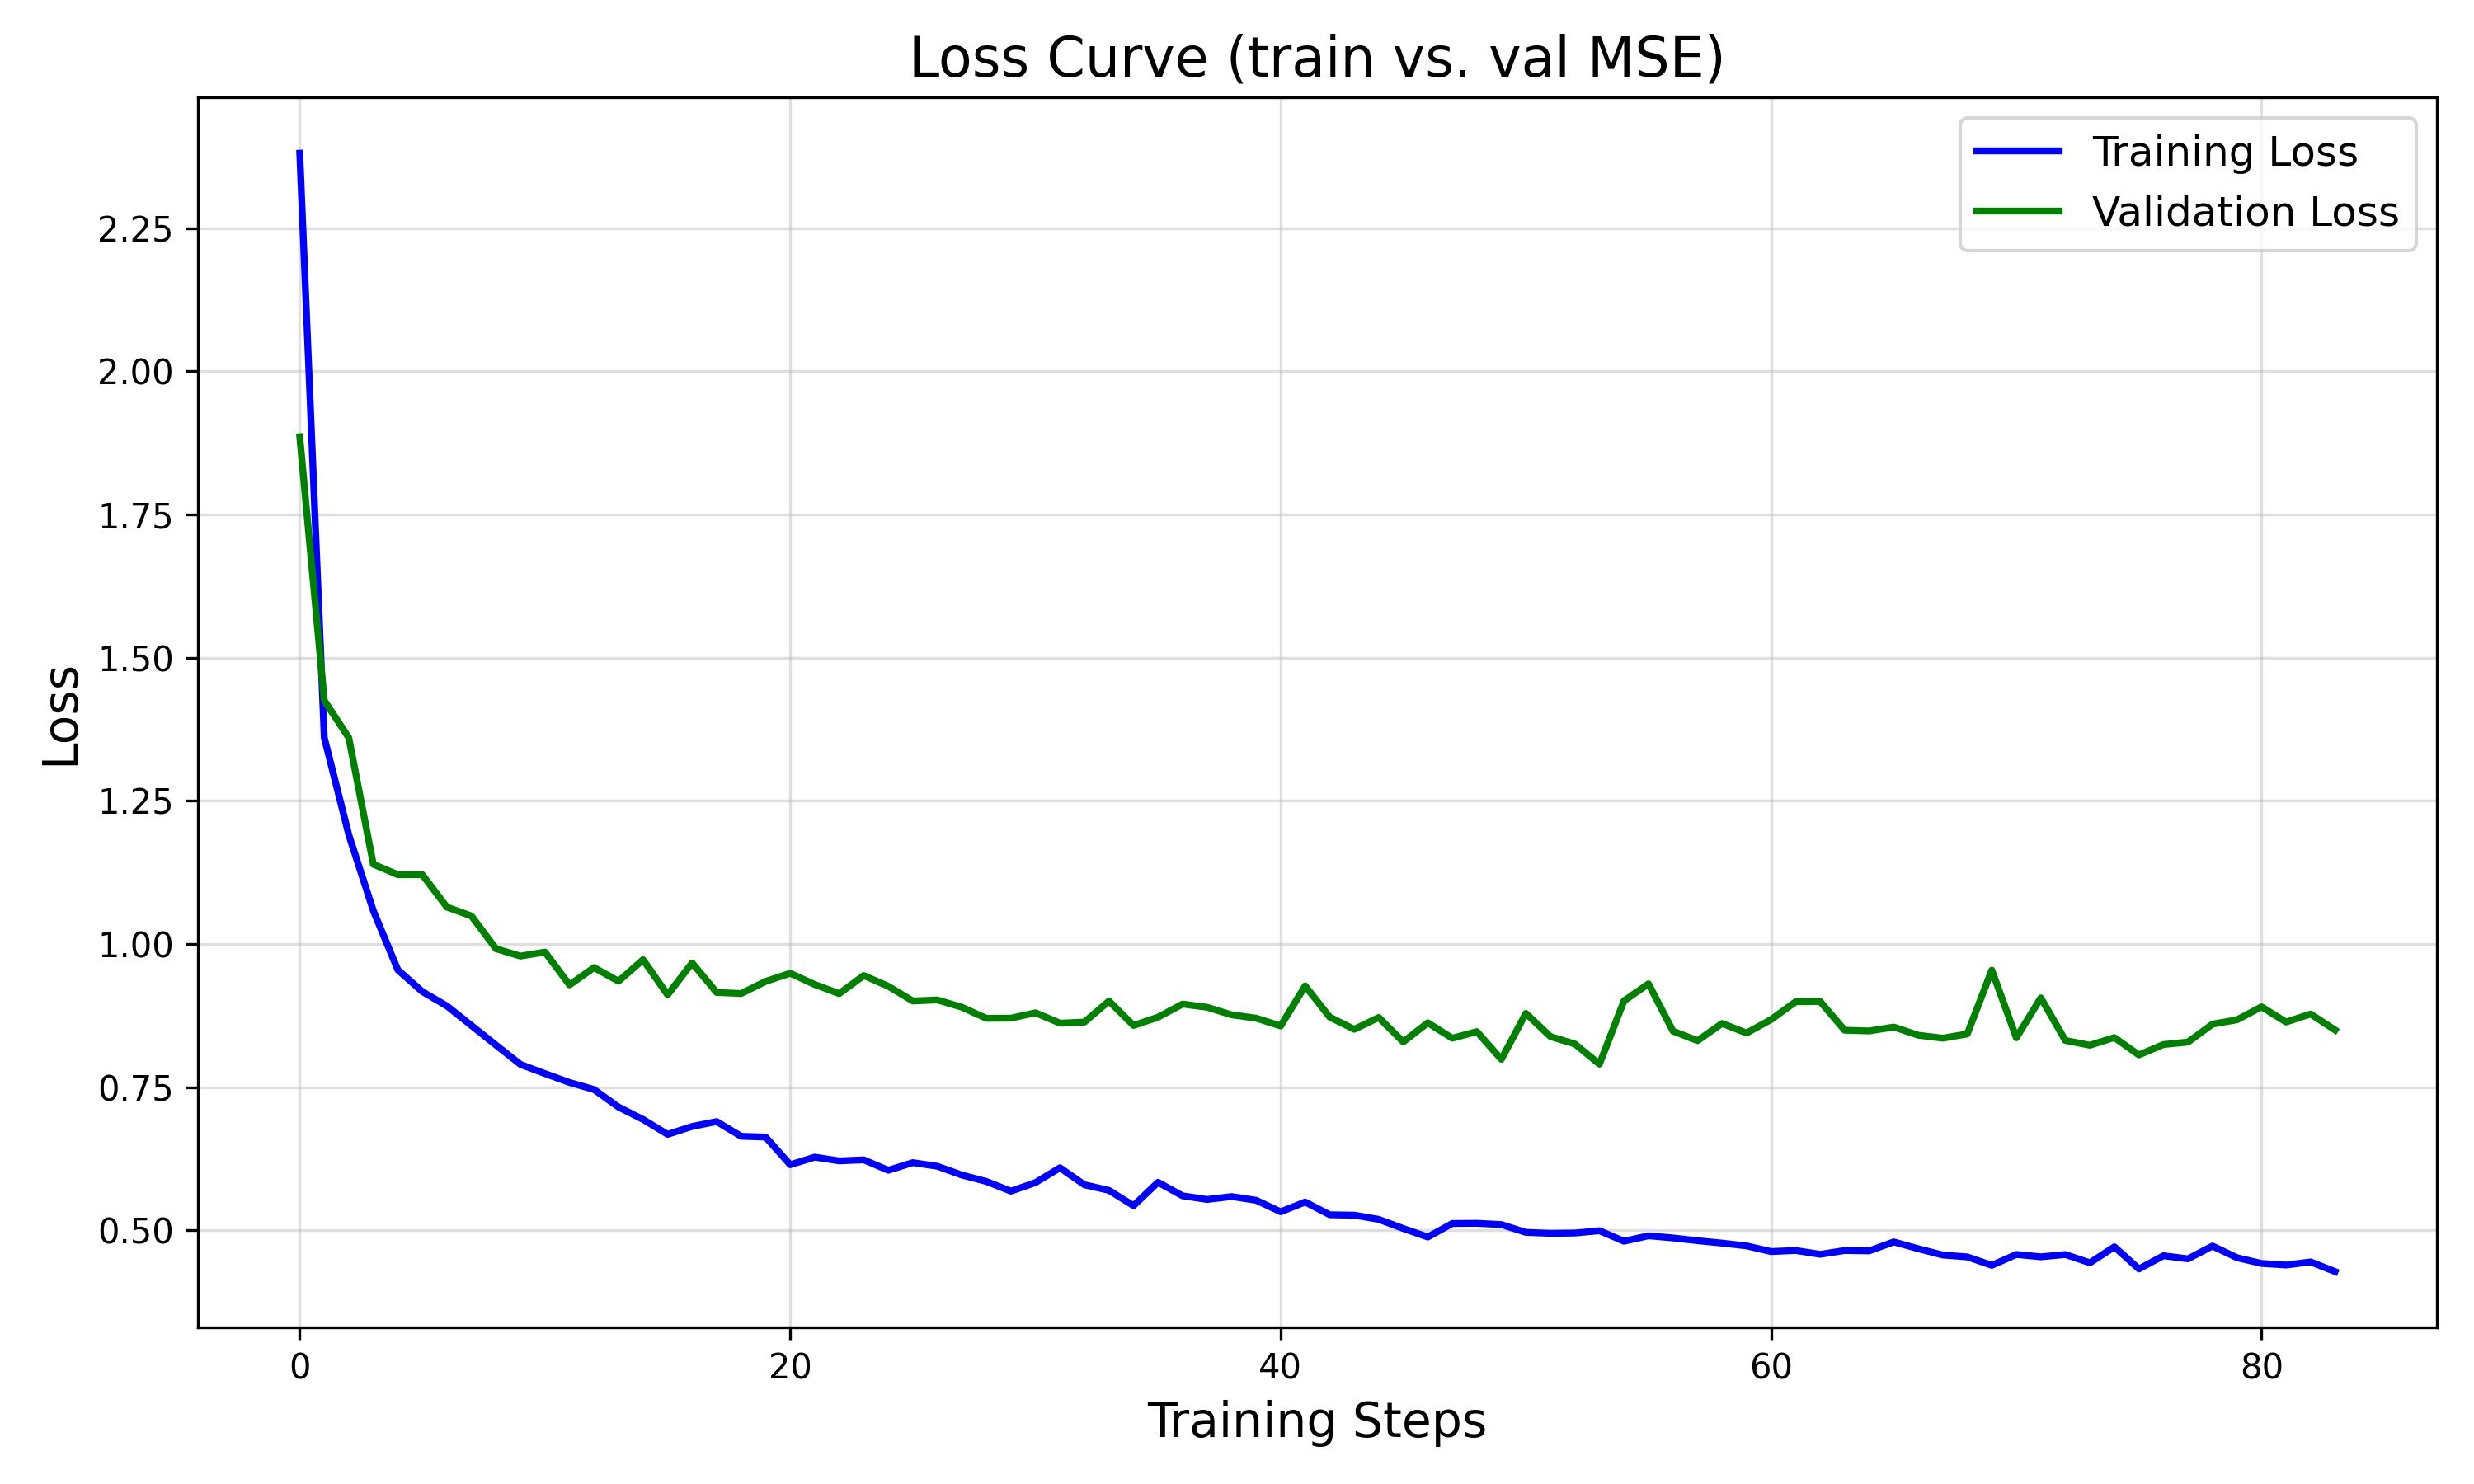 Loss Curve (train vs. val MSE)
Training Loss
Validation Loss
2.25
2.00
1.75
1.50
1.25
1.00
0.75
0.50
Loss
0
20
40
60
80
Training Steps